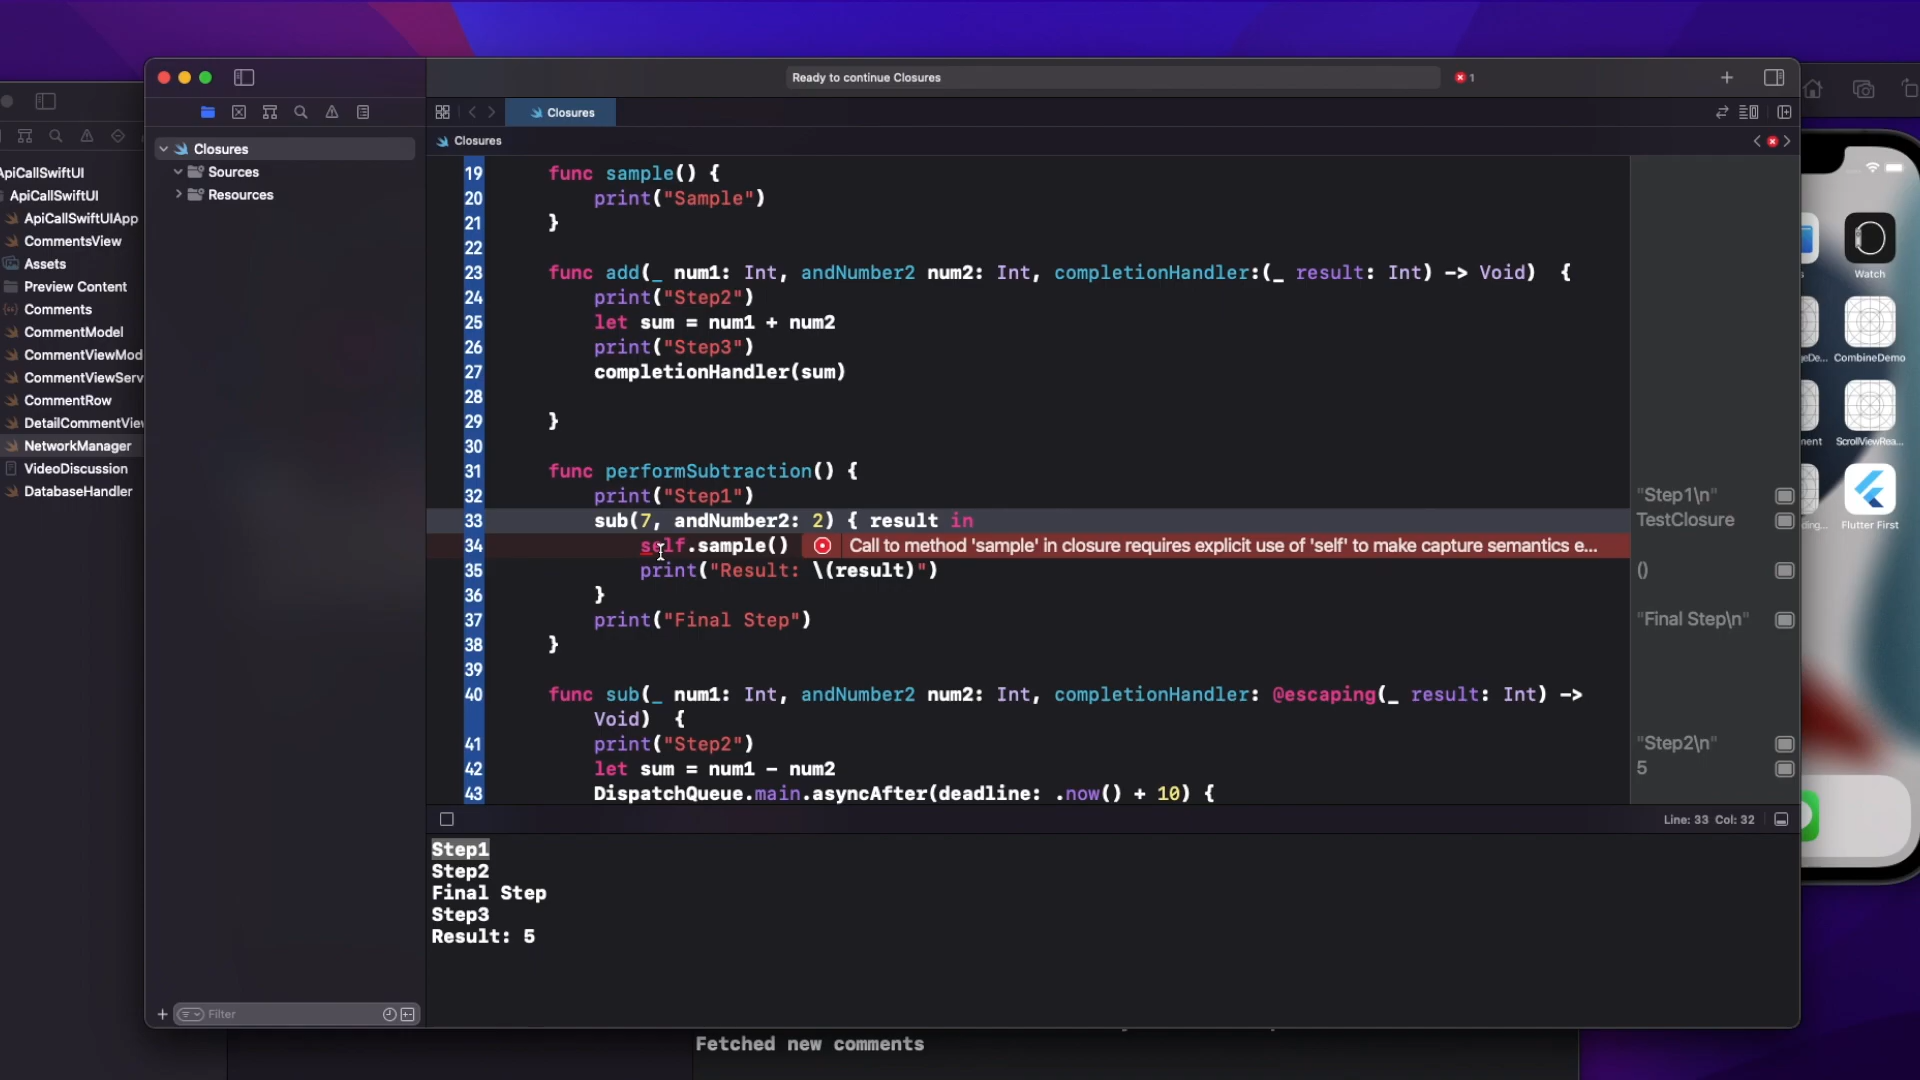 Ready to continue Closures
1
Closures
Closures
Closures
Sources
Resources
ApiCallSwiftUI
ApiCallSwiftUI
ApiCallSwiftUIApp
CommentsView
Assets
Preview Content
Comments
CommentModel
CommentViewMod
CommentViewServ
CommentRow
DetailCommentView
NetworkManager
VideoDiscussion
DatabaseHandler
19 func sample() {
20 print("Sample")
21 }
22
23 func add(_ num1: Int, andNumber2 num2: Int, completionHandler:(_ result: Int) -> Void) {
24 print("Step2")
25 let sum = num1 + num2
26 print("Step3")
27 completionHandler(sum)
28
29 }
30
31 func performSubtraction() {
32 print("Step1") "Step1\n"
33 sub(7, andNumber2: 2) { result in TestClosure
34 self.sample() Call to method 'sample' in closure requires explicit use of 'self' to make capture semantics e...
35 print("Result: \(result)") ()
36 }
37 print("Final Step") "Final Step\n"
38 }
39
40 func sub(_ num1: Int, andNumber2 num2: Int, completionHandler: @escaping(_ result: Int) ->
Void) {
41 print("Step2") "Step2\n"
42 let sum = num1 - num2 5
43 DispatchQueue.main.asyncAfter(deadline: .now() + 10) {
Line: 33 Col: 32
Step1
Step2
Final Step
Step3
Result: 5
Filter
Fetched new comments
Watch
CombineDemo
ScrollViewRea...
Flutter First